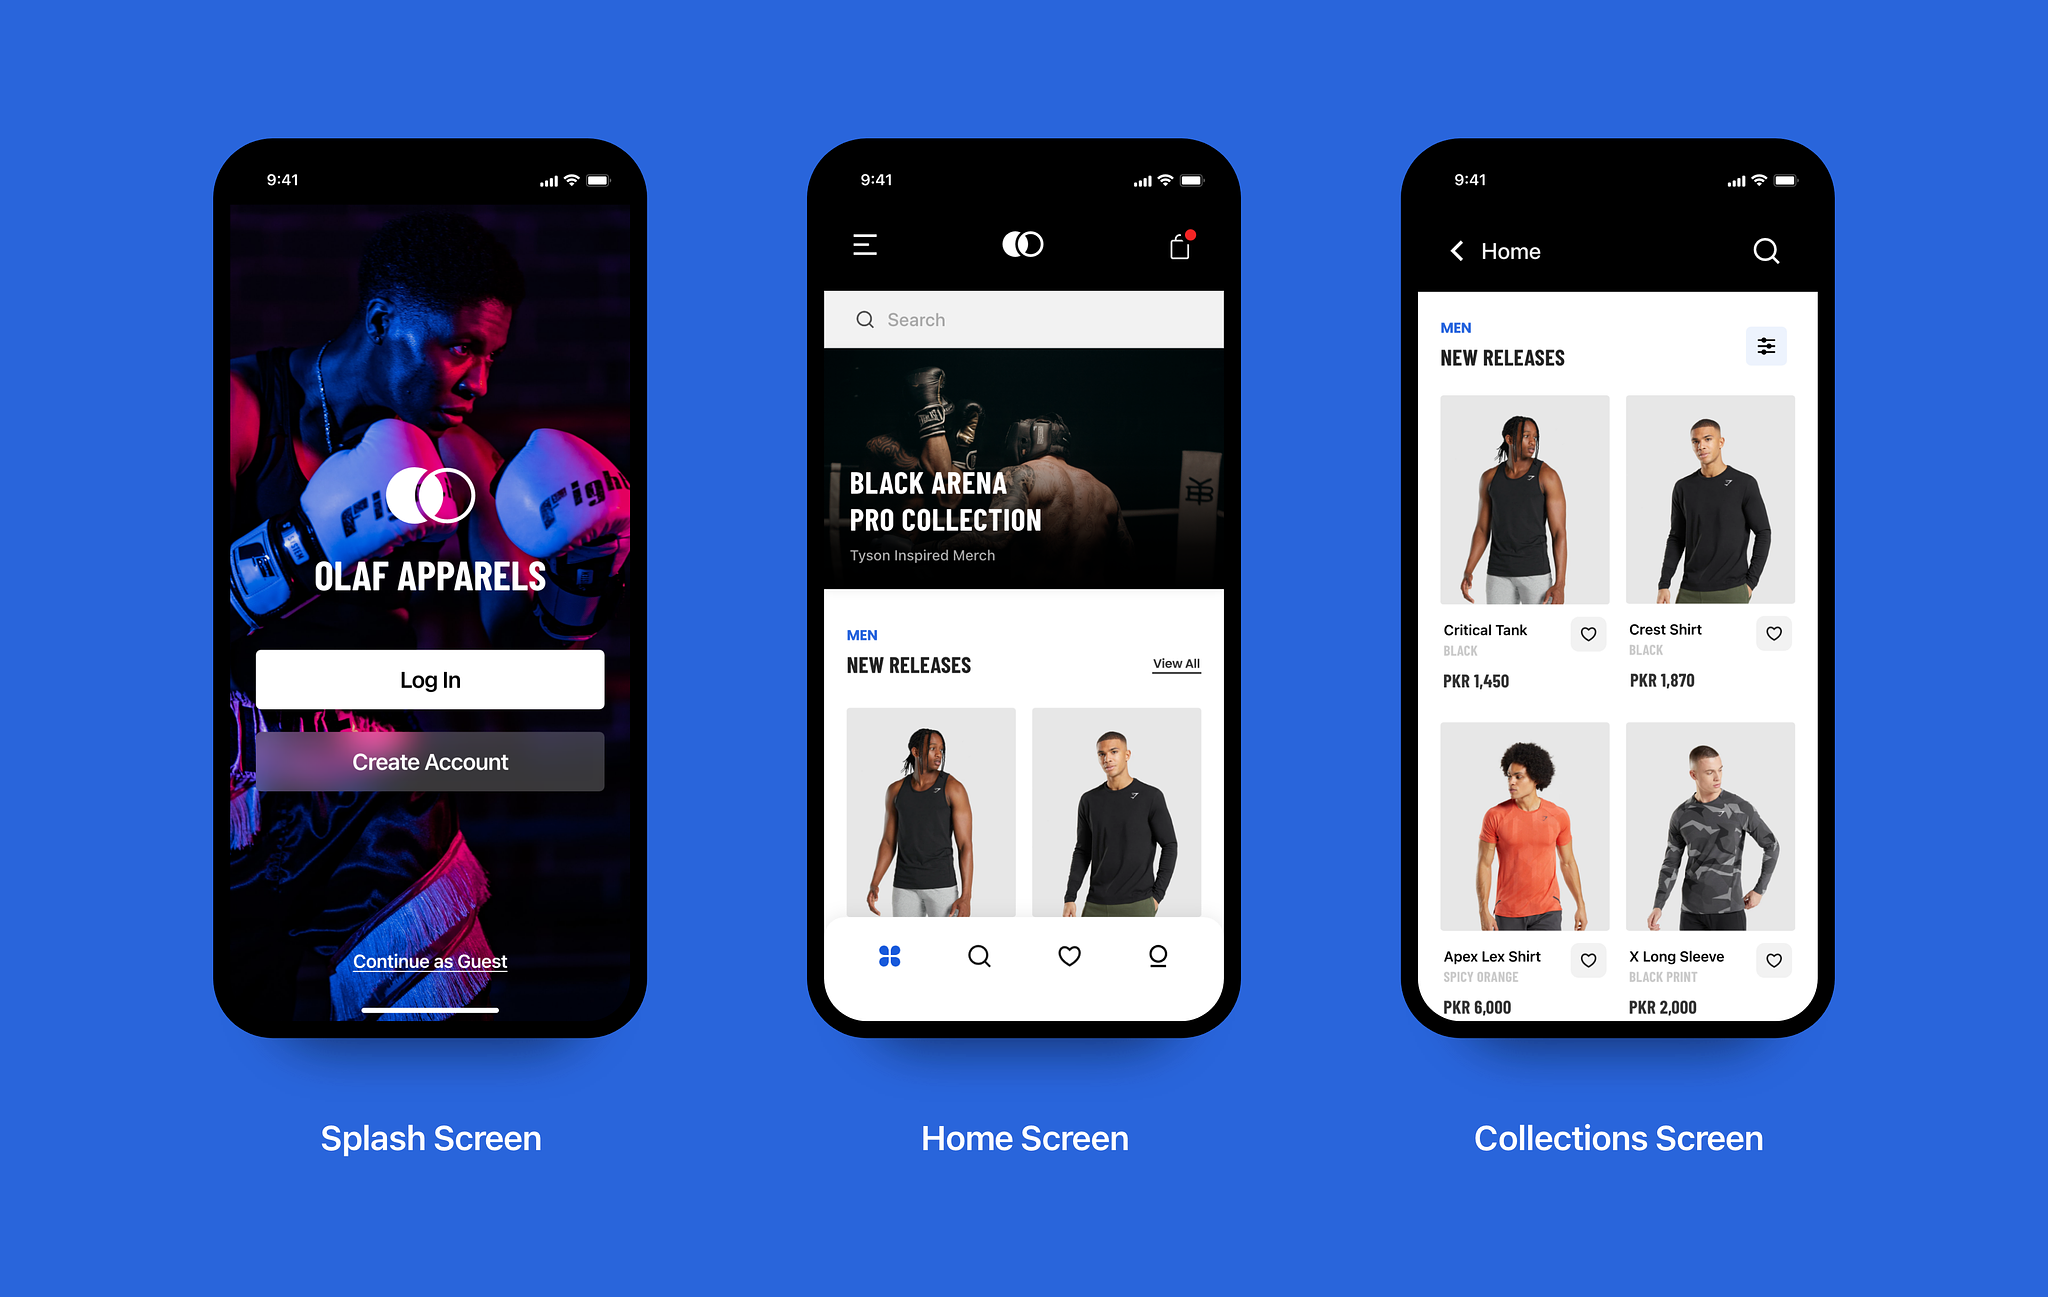 9:41
Fight
Figh
SYSTEM
OLAF APPARELS
Log In
Create Account
Continue as Guest
Splash Screen
9:41
Search
BLACK ARENA
PRO COLLECTION
Tyson Inspired Merch
MEN
NEW RELEASES
View All
Home Screen
9:41
Home
MEN
NEW RELEASES
Critical Tank
BLACK
PKR 1,450
Crest Shirt
BLACK
PKR 1,870
Apex Lex Shirt
SPICY ORANGE
PKR 6,000
X Long Sleeve
BLACK PRINT
PKR 2,000
Collections Screen